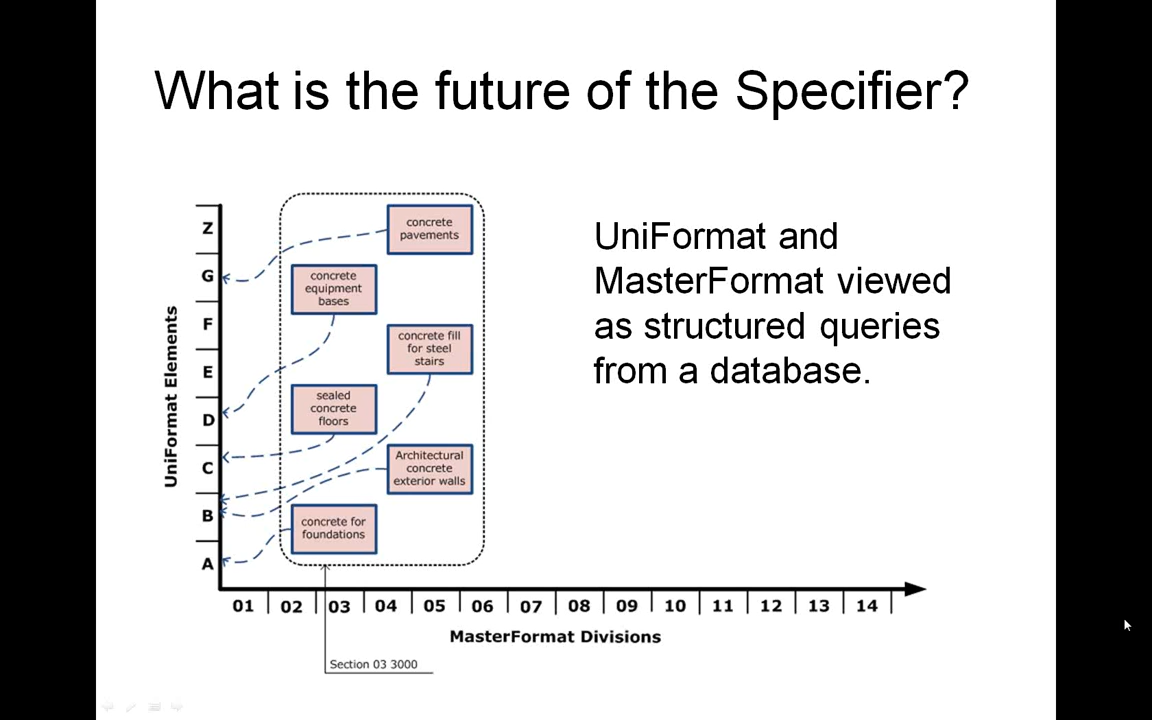 What is the future of the Specifier?
UniFormat and
MasterFormat viewed
as structured queries
from a database.
UniFormat Elements
Z
G
F
E
D
C
B
A
concrete
pavements
concrete
equipment
bases
concrete fill
for steel
stairs
sealed
concrete
floors
Architectural
concrete
exterior walls
concrete for
foundations
01 02 03 04 05 06 07 08 09 10 11 12 13 14
MasterFormat Divisions
Section 03 3000